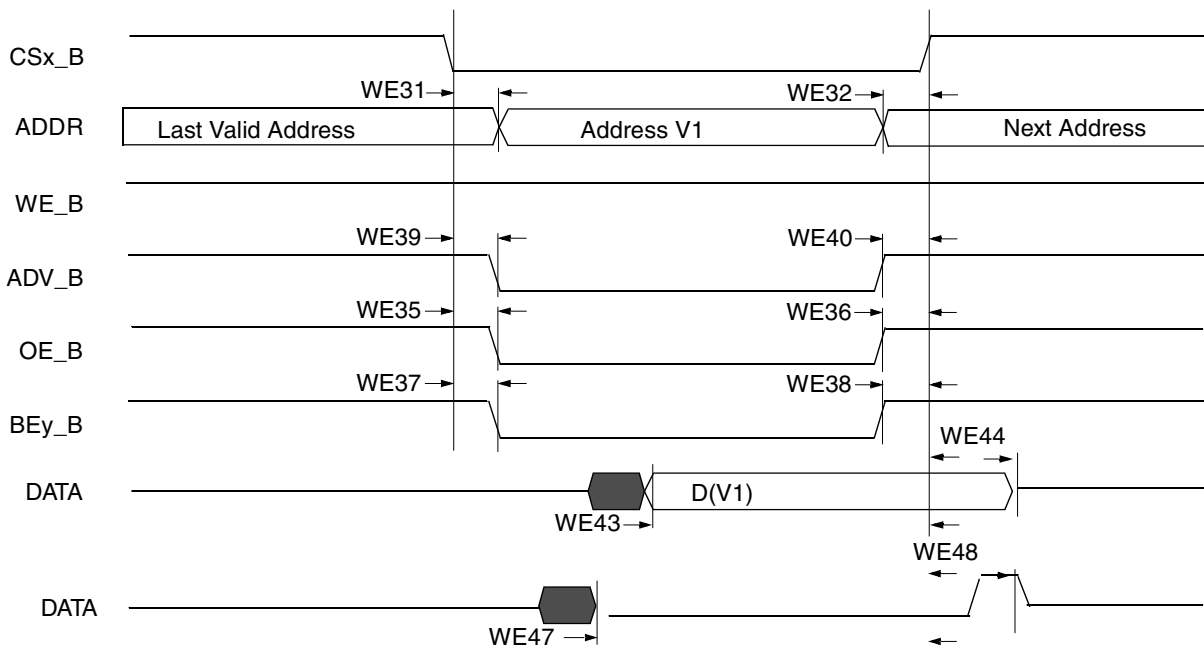 CSx_B
WE31
WE32
ADDR
Last Valid Address
Address V1
Next Address
WE_B
WE39
WE40
ADV_B
WE35
WE36
OE_B
WE37
WE38
BEy_B
WE44
DATA
D(V1)
WE43
WE48
DATA
WE47